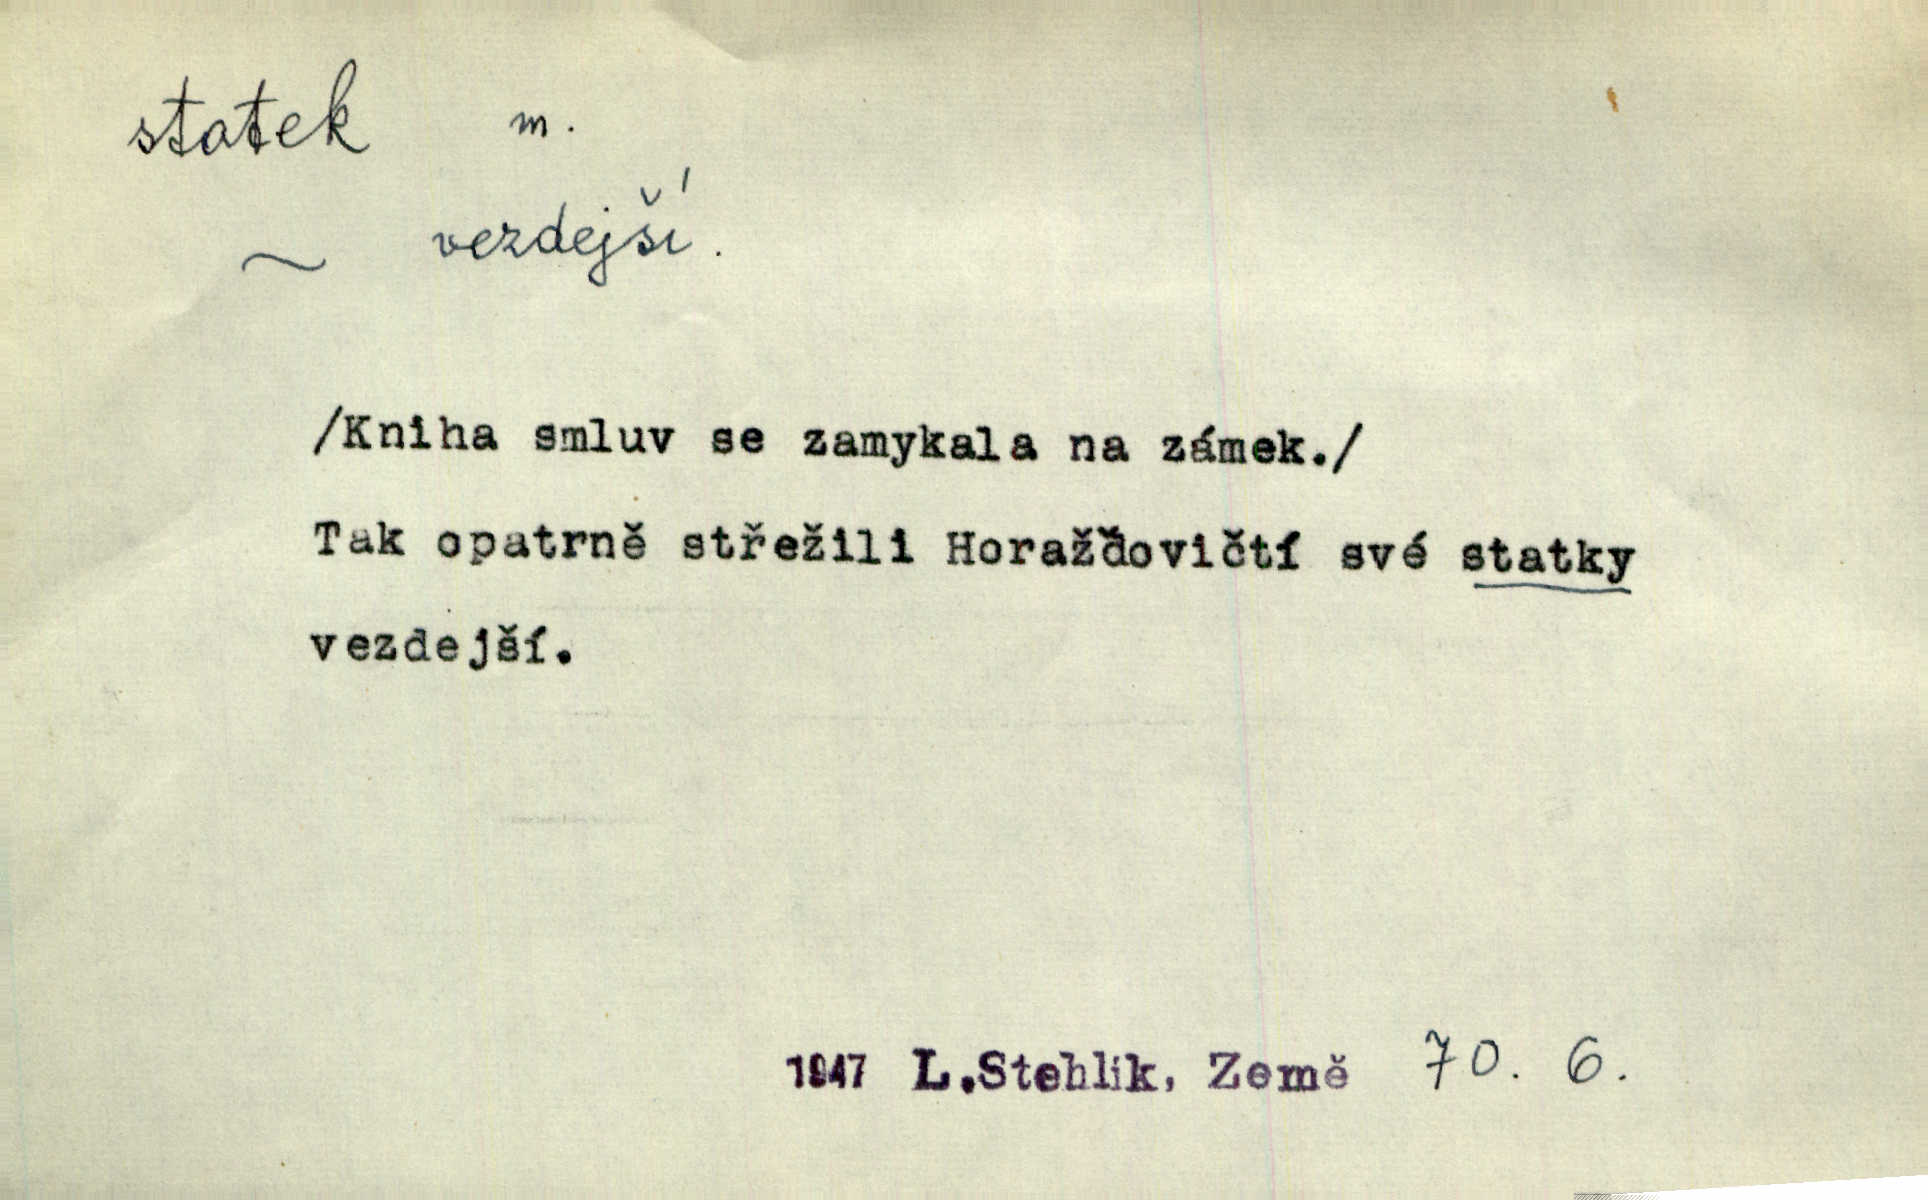 statek m.
~ vezdejší.
/Kniha smluv se zamykala na zámek./
Tak opatrně střežili Horažďovičtí své statky
vezdejší.
1947 L.Stehlík, Země 70. 6.